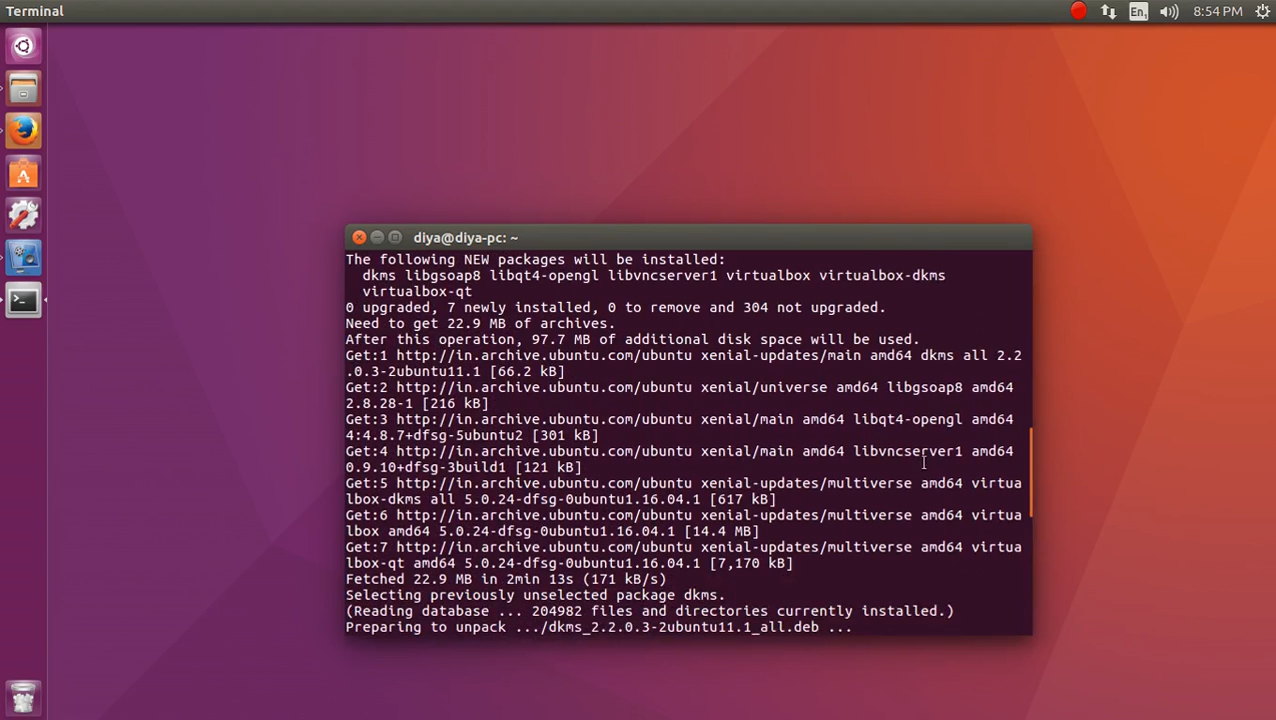 Terminal
En1
8:54 PM
diya@diya-pc: ~
The following NEW packages will be installed:
dkms libgsoap8 libqt4-opengl libvncserver1 virtualbox virtualbox-dkms
virtualbox-qt
0 upgraded, 7 newly installed, 0 to remove and 304 not upgraded.
Need to get 22.9 MB of archives.
After this operation, 97.7 MB of additional disk space will be used.
Get:1 http://in.archive.ubuntu.com/ubuntu xenial-updates/main amd64 dkms all 2.2
.0.3-2ubuntu11.1 [66.2 kB]
Get:2 http://in.archive.ubuntu.com/ubuntu xenial/universe amd64 libgsoap8 amd64
2.8.28-1 [216 kB]
Get:3 http://in.archive.ubuntu.com/ubuntu xenial/main amd64 libqt4-opengl amd64
4:4.8.7+dfsg-5ubuntu2 [301 kB]
Get:4 http://in.archive.ubuntu.com/ubuntu xenial/main amd64 libvncserver1 amd64
0.9.10+dfsg-3build1 [121 kB]
Get:5 http://in.archive.ubuntu.com/ubuntu xenial-updates/multiverse amd64 virtua
lbox-dkms all 5.0.24-dfsg-0ubuntu1.16.04.1 [617 kB]
Get:6 http://in.archive.ubuntu.com/ubuntu xenial-updates/multiverse amd64 virtua
lbox amd64 5.0.24-dfsg-0ubuntu1.16.04.1 [14.4 MB]
Get:7 http://in.archive.ubuntu.com/ubuntu xenial-updates/multiverse amd64 virtua
lbox-qt amd64 5.0.24-dfsg-0ubuntu1.16.04.1 [7,170 kB]
Fetched 22.9 MB in 2min 13s (171 kB/s)
Selecting previously unselected package dkms.
(Reading database ... 204982 files and directories currently installed.)
Preparing to unpack .../dkms_2.2.0.3-2ubuntu11.1_all.deb ...